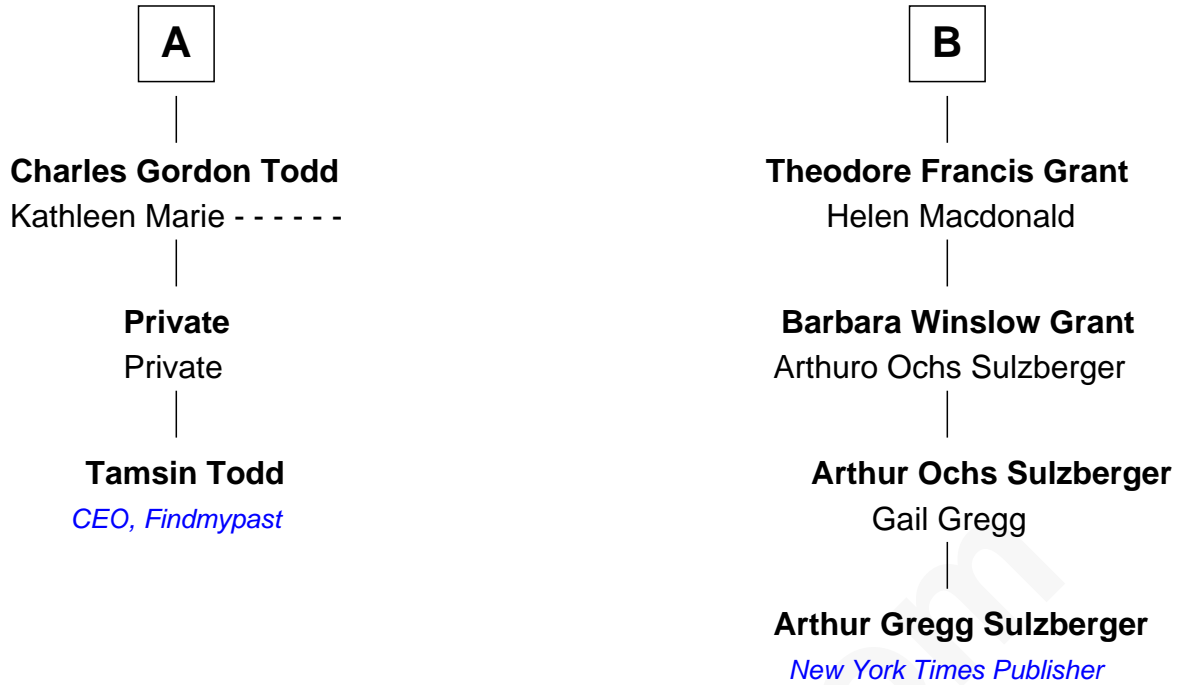 A
Charles Gordon Todd
Kathleen Marie - - - - - -
Private
Private
Tamsin Todd
CEO, Findmypast
B
Theodore Francis Grant
Helen Macdonald
Barbara Winslow Grant
Arthuro Ochs Sulzberger
Arthur Ochs Sulzberger
Gail Gregg
Arthur Gregg Sulzberger
New York Times Publisher